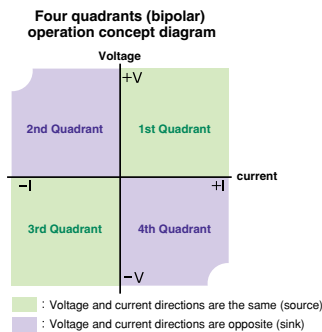 Four quadrants (bipolar)
operation concept diagram
Voltage
+V
2nd Quadrant
1st Quadrant
−I
+I
current
3rd Quadrant
4th Quadrant
−V
: Voltage and current directions are the same (source)
: Voltage and current directions are opposite (sink)